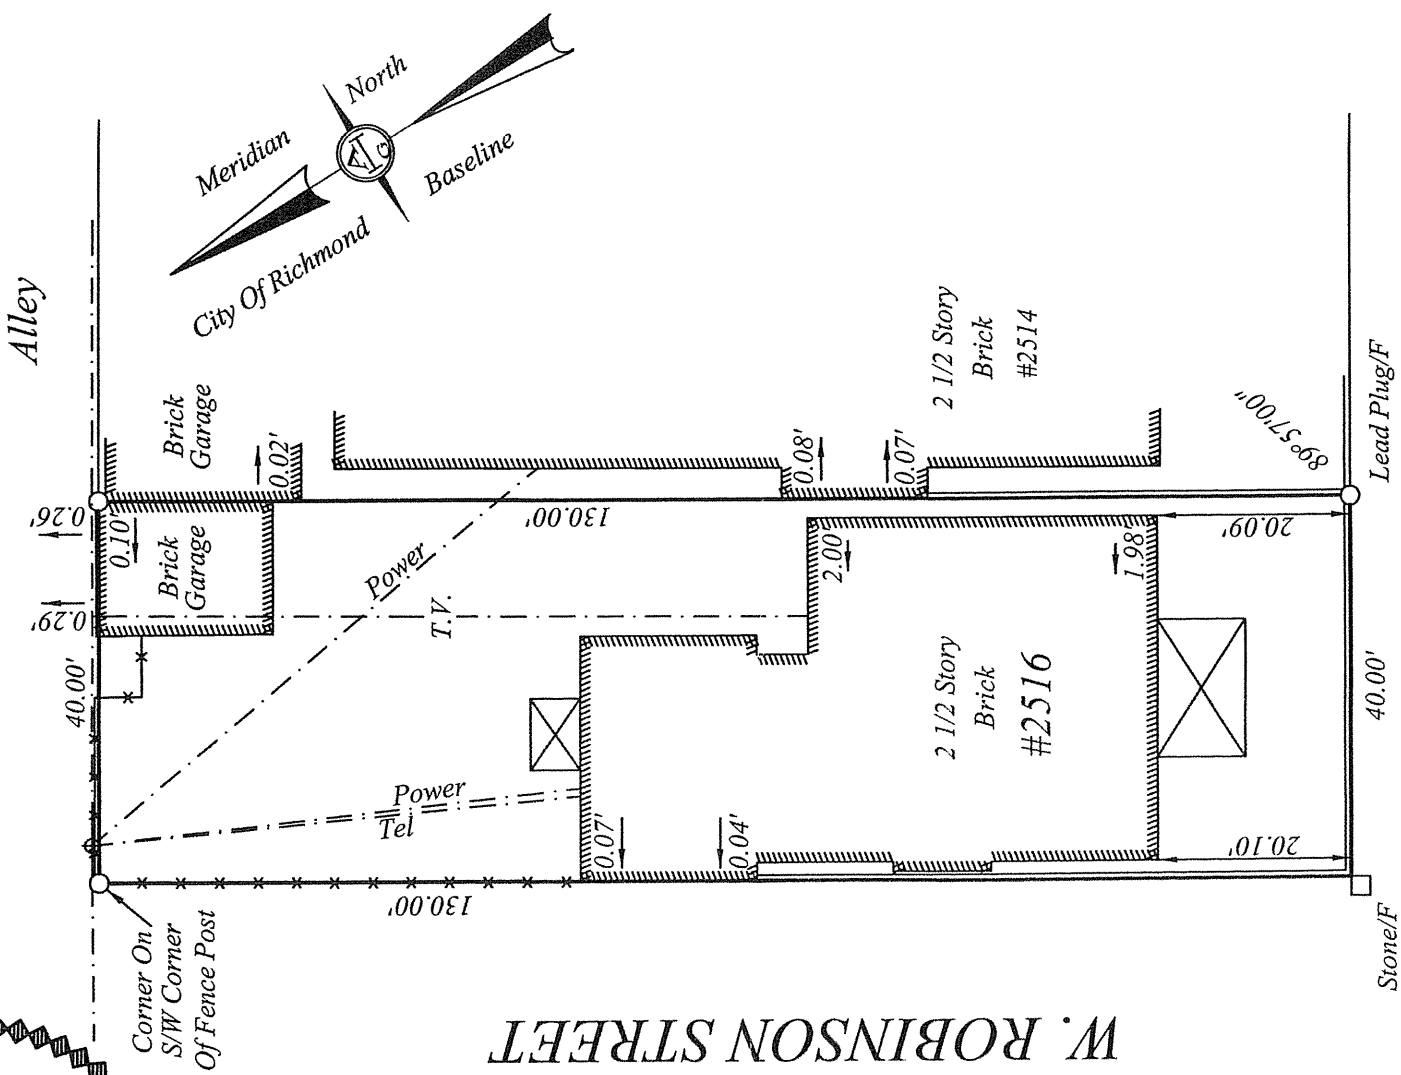 Alley
North
Meridian
Baseline
City Of Richmond
Brick
Garage
0.02'
0.08'
0.07'
2 1/2 Story
Brick
#2514
89°57'00"
Lead Plug/F
0.26'
0.10'
Brick
Garage
0.29'
130.00'
Power
T.V.
2.00'
1.98'
20.09'
40.00'
2 1/2 Story
Brick
#2516
40.00'
Power
Tel
0.07'
0.04'
20.10'
130.00'
Corner On
S/W Corner
Of Fence Post
Stone/F
W. ROBINSON STREET